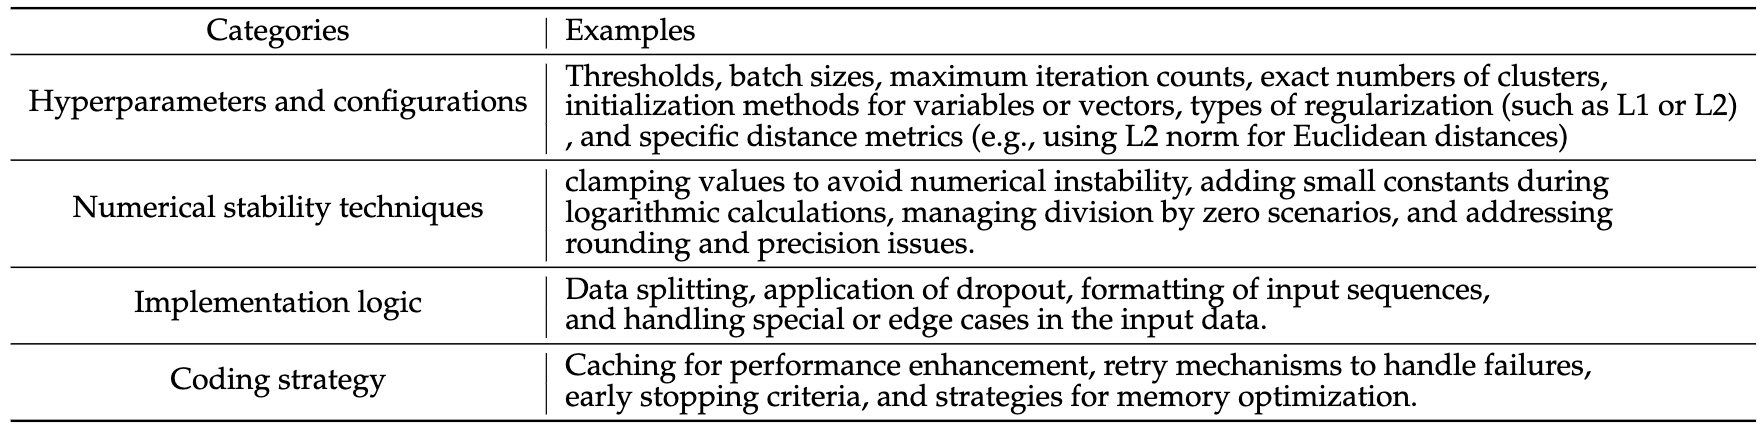 Categories
Examples
Hyperparameters and configurations
Thresholds, batch sizes, maximum iteration counts, exact numbers of clusters,
initialization methods for variables or vectors, types of regularization (such as L1 or L2)
, and specific distance metrics (e.g., using L2 norm for Euclidean distances)
Numerical stability techniques
clamping values to avoid numerical instability, adding small constants during
logarithmic calculations, managing division by zero scenarios, and addressing
rounding and precision issues.
Implementation logic
Data splitting, application of dropout, formatting of input sequences,
and handling special or edge cases in the input data.
Coding strategy
Caching for performance enhancement, retry mechanisms to handle failures,
early stopping criteria, and strategies for memory optimization.